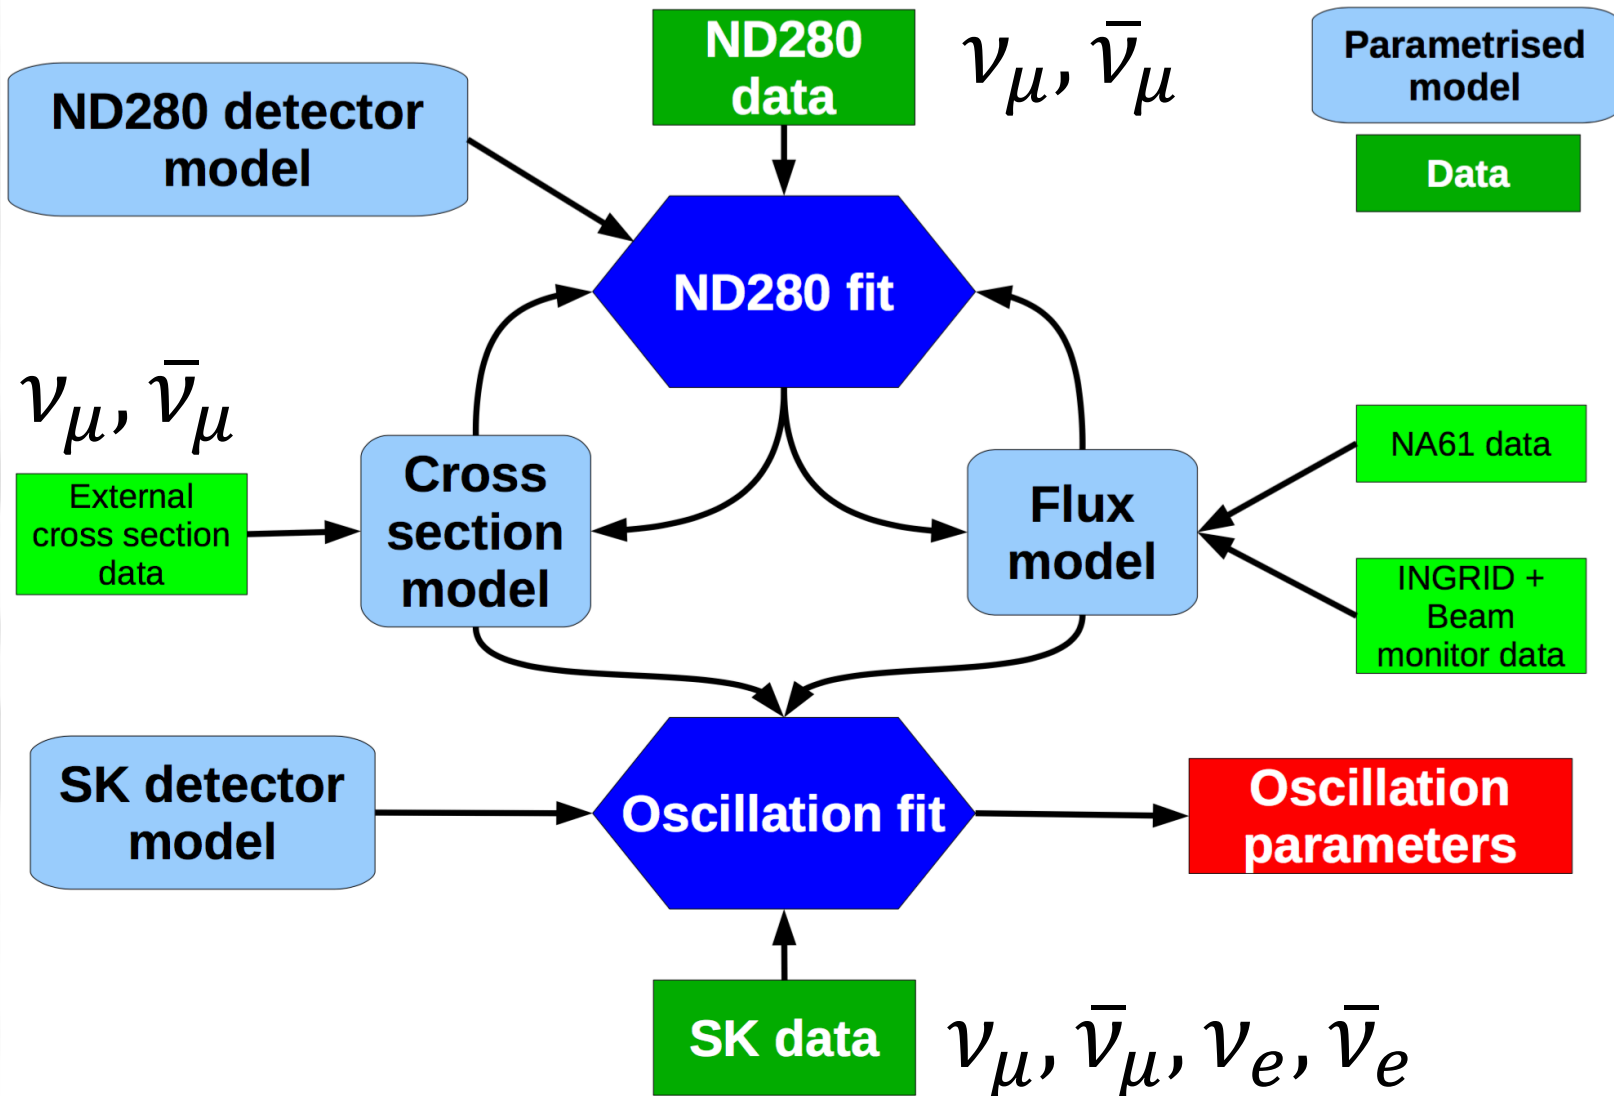 ND280
data
ν_μ, ν̄_μ
Parametrised
model
ND280 detector
model
Data
ND280 fit
ν_μ, ν̄_μ
External
cross section
data
Cross
section
model
Flux
model
NA61 data
INGRID +
Beam
monitor data
SK detector
model
Oscillation fit
Oscillation
parameters
SK data
ν_μ, ν̄_μ, ν_e, ν̄_e